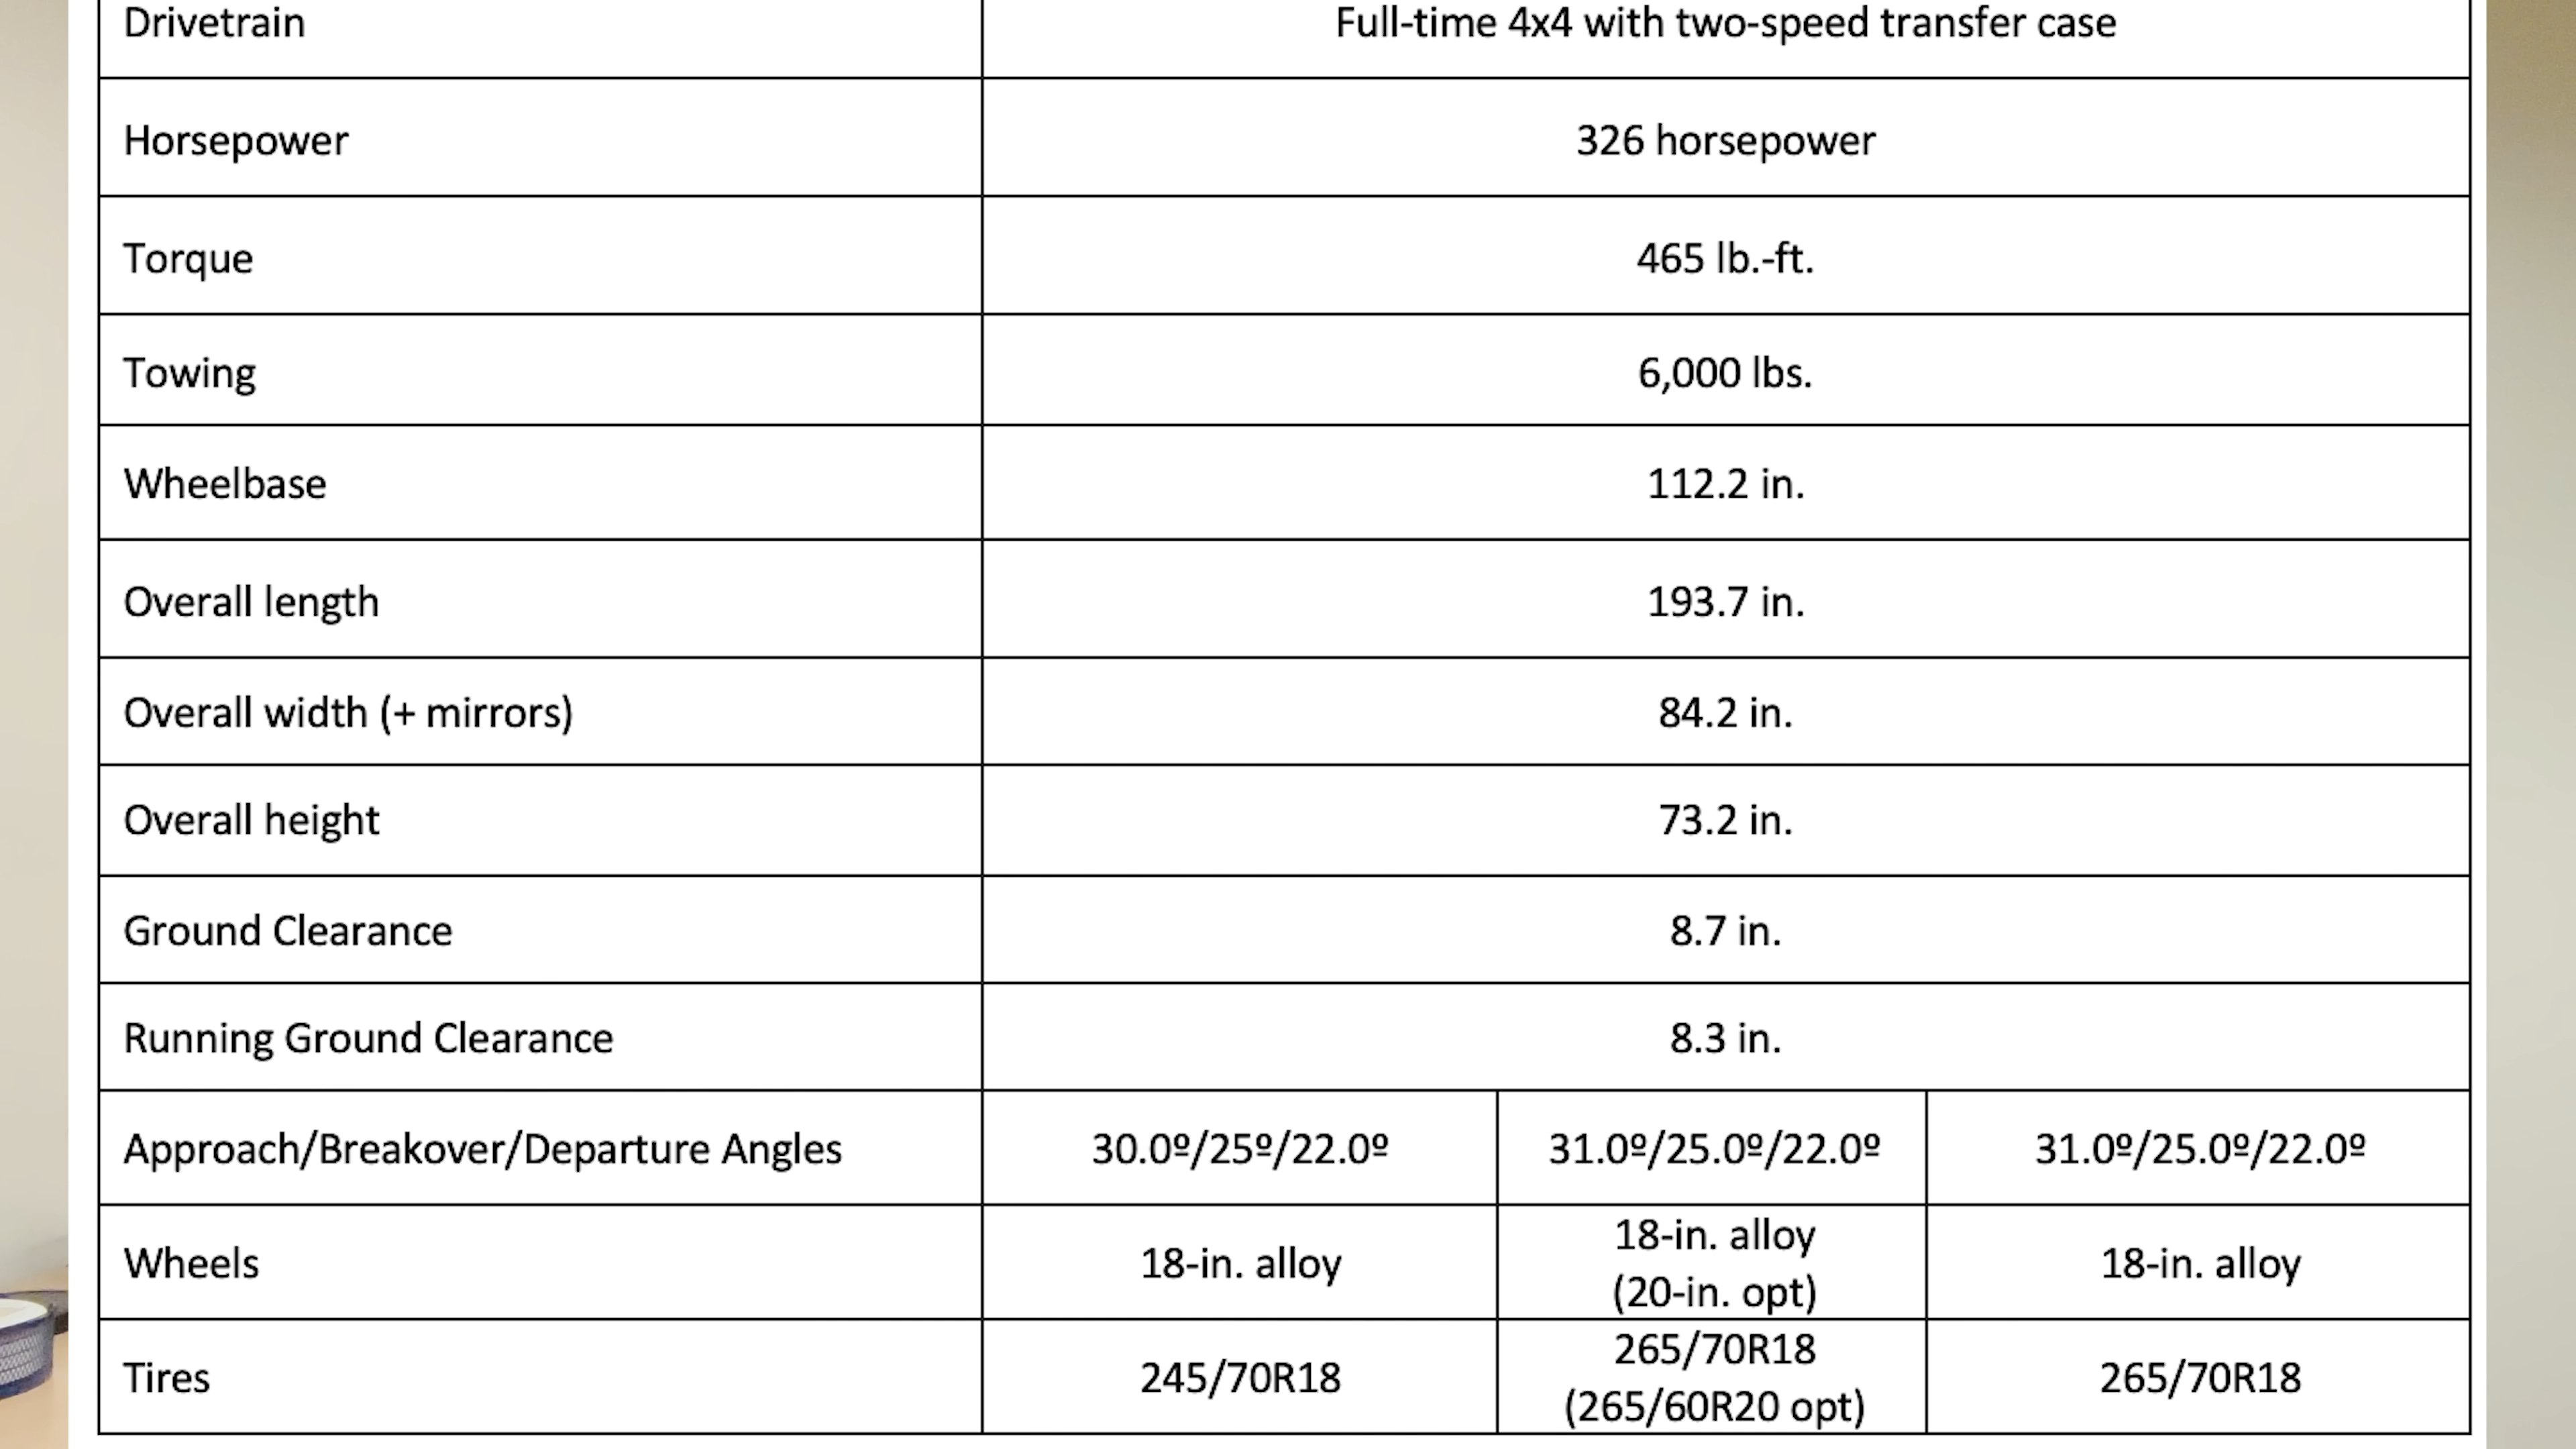 Drivetrain Full-time 4x4 with two-speed transfer case
Horsepower 326 horsepower
Torque 465 lb.-ft.
Towing 6,000 lbs.
Wheelbase 112.2 in.
Overall length 193.7 in.
Overall width (+ mirrors) 84.2 in.
Overall height 73.2 in.
Ground Clearance 8.7 in.
Running Ground Clearance 8.3 in.
Approach/Breakover/Departure Angles 30.0º/25º/22.0º 31.0º/25.0º/22.0º 31.0º/25.0º/22.0º
Wheels 18-in. alloy 18-in. alloy (20-in. opt) 18-in. alloy
Tires 245/70R18 265/70R18 (265/60R20 opt) 265/70R18